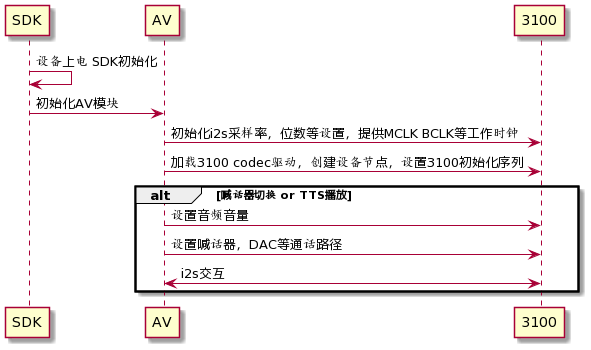 SDK AV 3100
设备上电 SDK初始化
初始化AV模块
初始化i2s采样率，位数等设置，提供MCLK BCLK等工作时钟
加载3100 codec驱动，创建设备节点，设置3100初始化序列
alt [喊话器切换 or TTS播放]
设置音频音量
设置喊话器，DAC等通话路径
i2s交互
SDK AV 3100